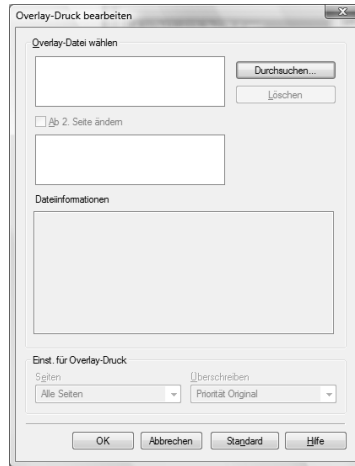 Overlay-Druck bearbeiten
Overlay-Datei wählen
Durchsuchen...
Löschen
Ab 2. Seite ändern
Dateiinformationen
Einst. für Overlay-Druck
Seiten
Überschreiben
Alle Seiten
Priorität Original
OK
Abbrechen
Standard
Hilfe